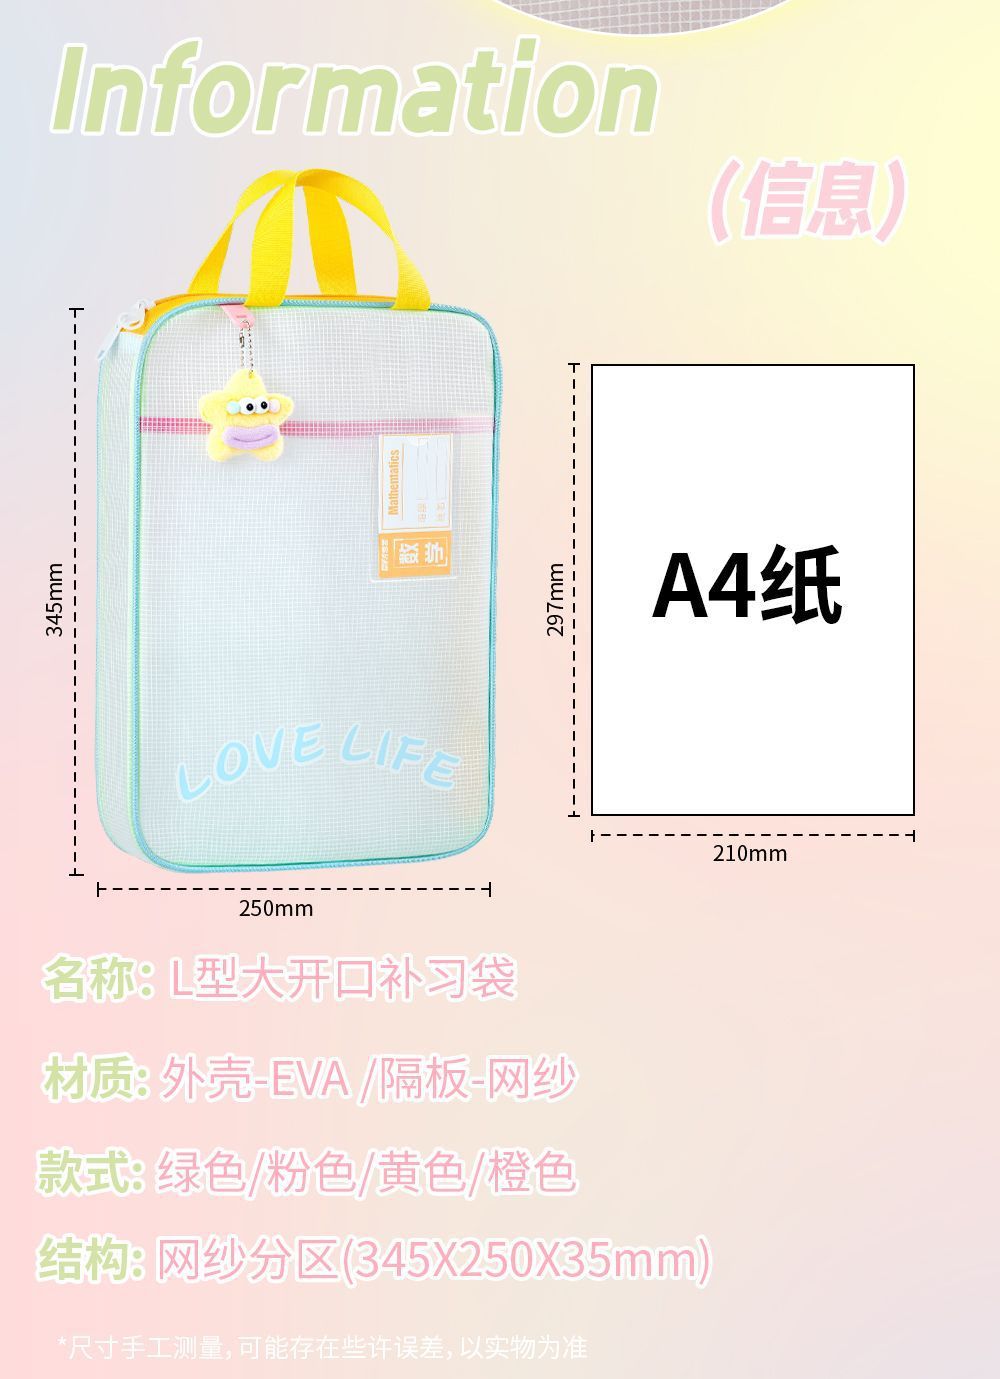 Information
(信息)
345mm
Mathematics
数学
LOVE LIFE
250mm
297mm
A4纸
210mm
名称: L型大开口补习袋
材质: 外壳-EVA /隔板-网纱
款式: 绿色/粉色/黄色/橙色
结构: 网纱分区(345X250X35mm)
*尺寸手工测量,可能存在些许误差,以实物为准